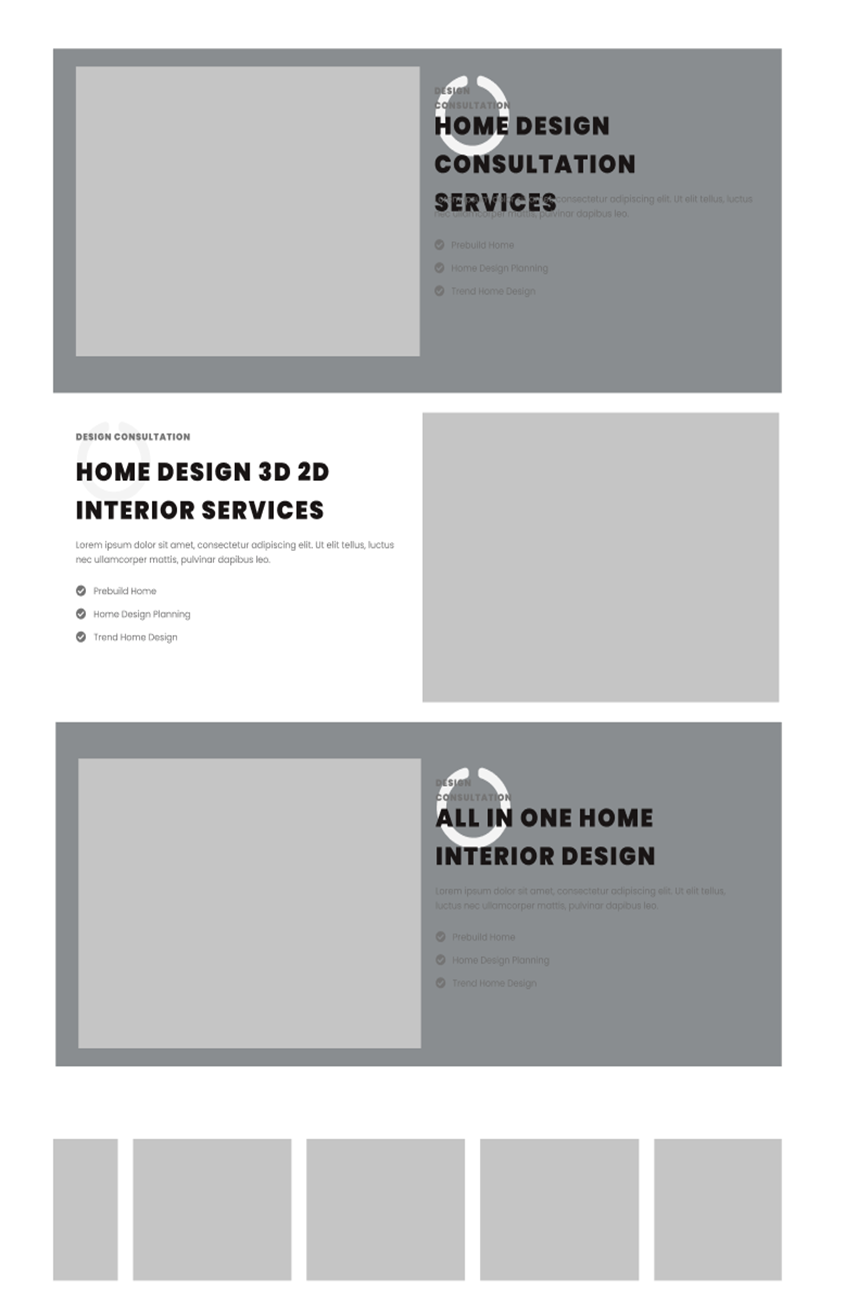 DESIGN
CONSULTATION
HOME DESIGN
CONSULTATION
SERVICES
consectetur adipiscing elit. Ut elit tellus, luctus
nec ullamcorper mattis, pulvinar dapibus leo.
Prebuild Home
Home Design Planning
Trend Home Design
DESIGN CONSULTATION
HOME DESIGN 3D 2D
INTERIOR SERVICES
Lorem ipsum dolor sit amet, consectetur adipiscing elit. Ut elit tellus, luctus
nec ullamcorper mattis, pulvinar dapibus leo.
Prebuild Home
Home Design Planning
Trend Home Design
DESIGN
CONSULTATION
ALL IN ONE HOME
INTERIOR DESIGN
Lorem ipsum dolor sit amet, consectetur adipiscing elit. Ut elit tellus,
luctus nec ullamcorper mattis, pulvinar dapibus leo.
Prebuild Home
Home Design Planning
Trend Home Design